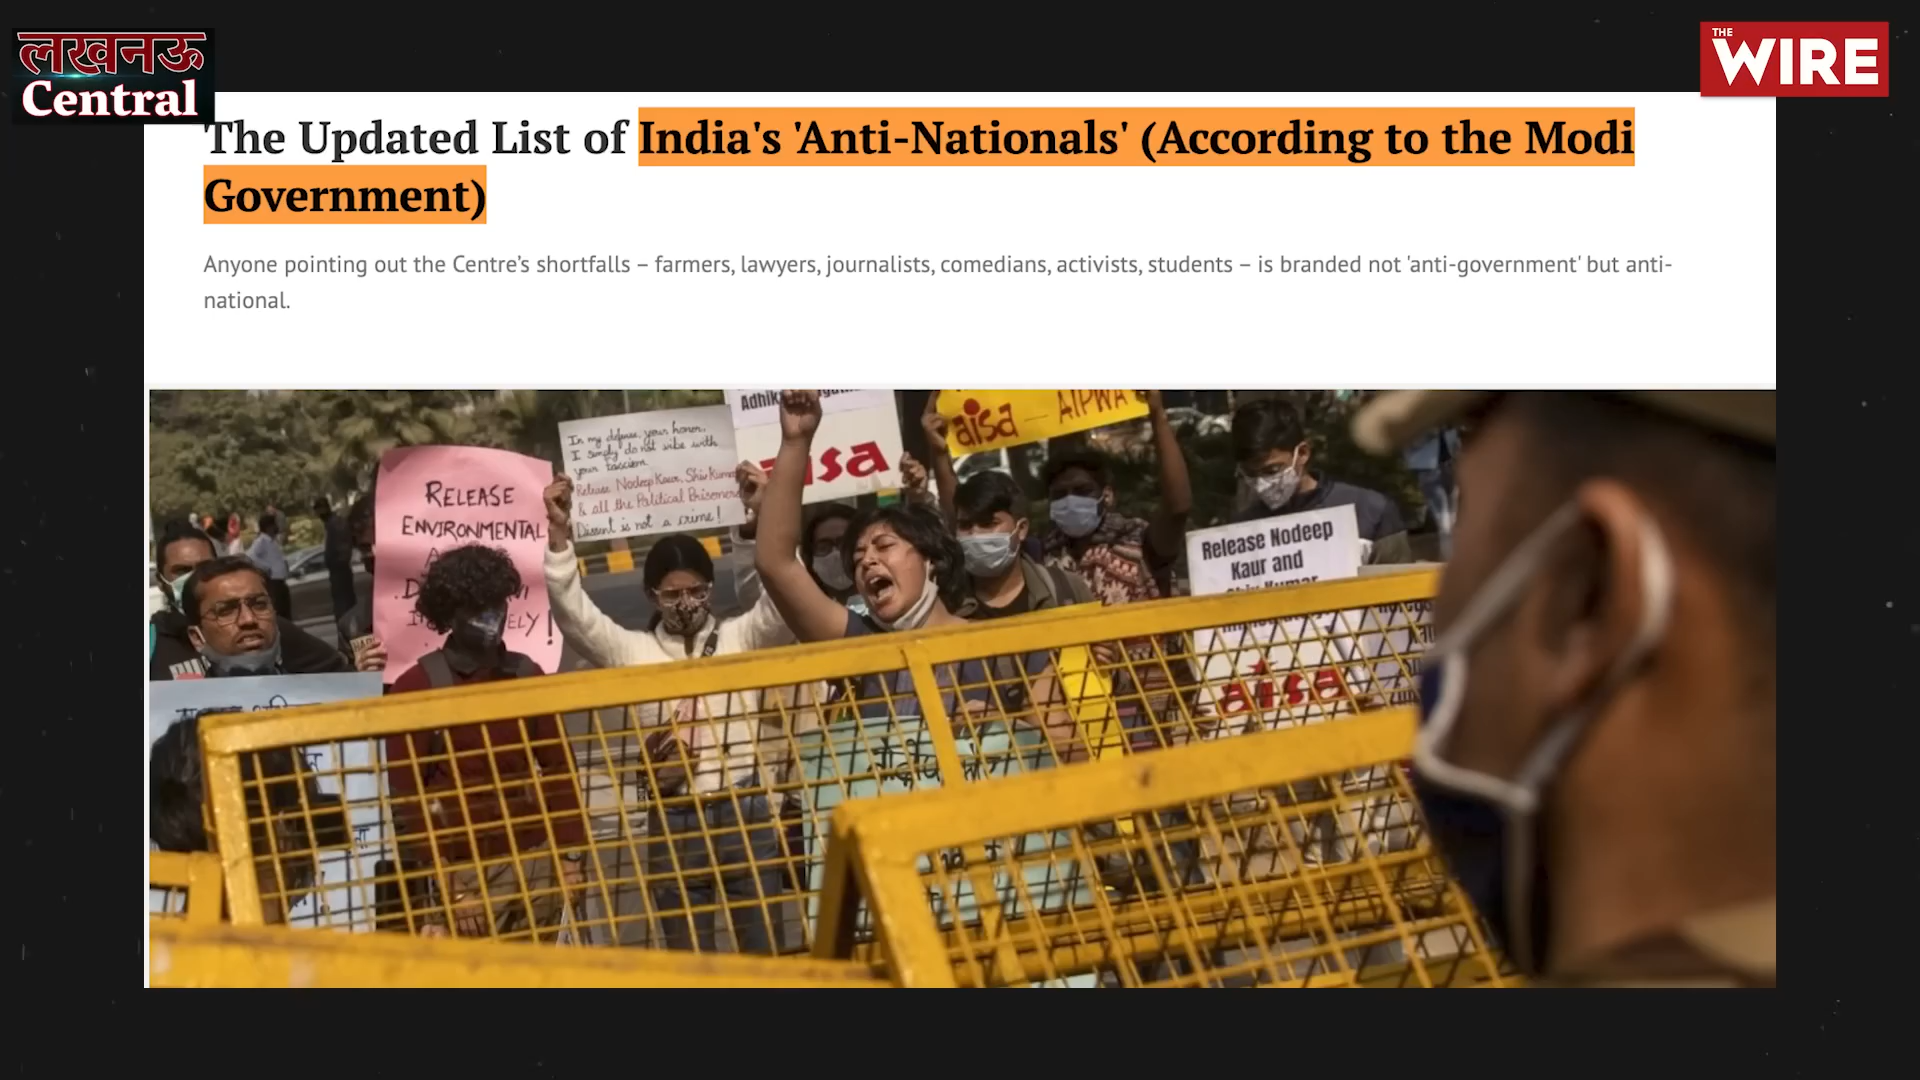 लखनऊ
Central
THE
WIRE
The Updated List of India's 'Anti-Nationals' (According to the Modi
Government)
Anyone pointing out the Centre's shortfalls – farmers, lawyers, journalists, comedians, activists, students – is branded not 'anti-government' but anti-
national.
RELEASE
ENVIRONMENTAL
In my defense, your honor,
I simply do not vibe with
your fascism.
Release Nodeep Kaur, Shiv Kumar
& all the Political Prisoners
Dissent is not a crime!
aisa
aisa – AIPWA
Release Nodeep
Kaur and
Shiv Kumar
aisa